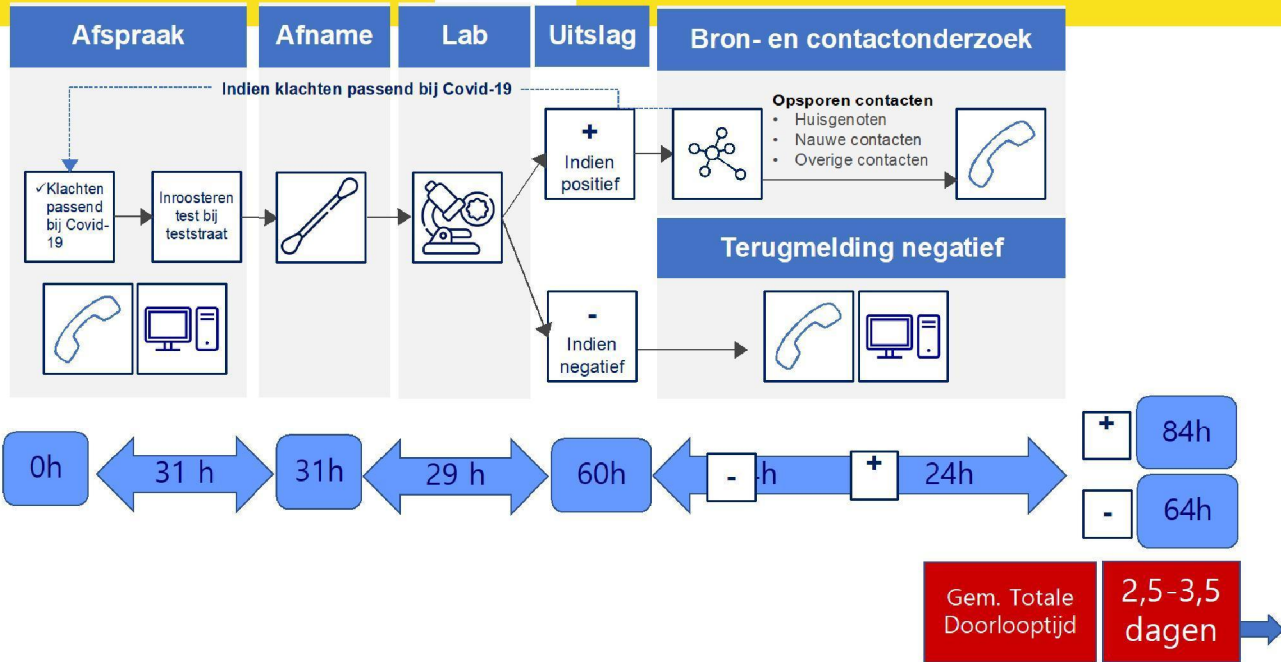 Afspraak
Afname
Lab
Uitslag
Bron- en contactonderzoek
Indien klachten passend bij Covid-19
✓Klachten
passend
bij Covid-
19
Inroosteren
test bij
teststraat
+
Indien
positief
Opsporen contacten
• Huisgenoten
• Nauwe contacten
• Overige contacten
Terugmelding negatief
-
Indien
negatief
0h
31 h
31h
29 h
60h
-
h
+
24h
+
84h
-
64h
Gem. Totale
Doorlooptijd
2,5-3,5
dagen